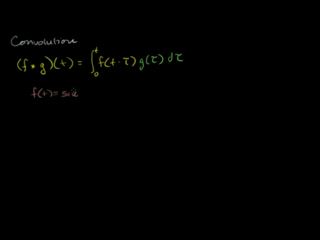 Convolution
(f * g)(t) = ∫₀ᵗ f(t - τ) g(τ) dτ
f(t) = sin